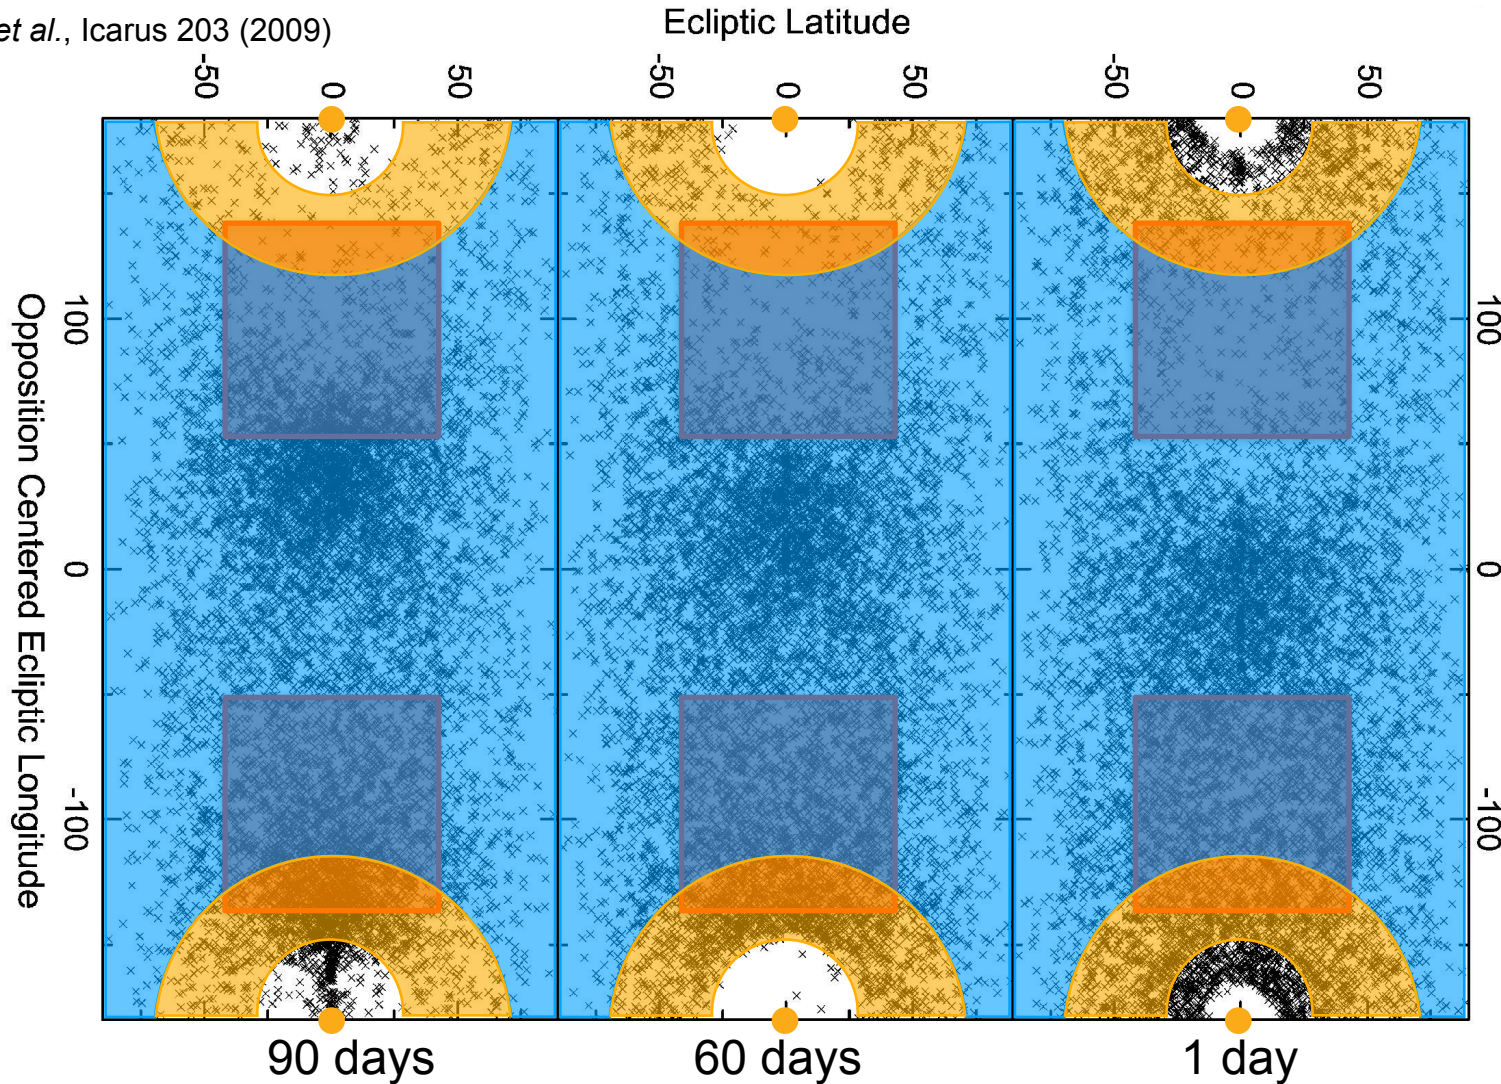 et al., Icarus 203 (2009)
Ecliptic Latitude
-50 0 50 -50 0 50 -50 0 50
Opposition Centered Ecliptic Longitude
100 0 -100
100 0 -100
90 days 60 days 1 day